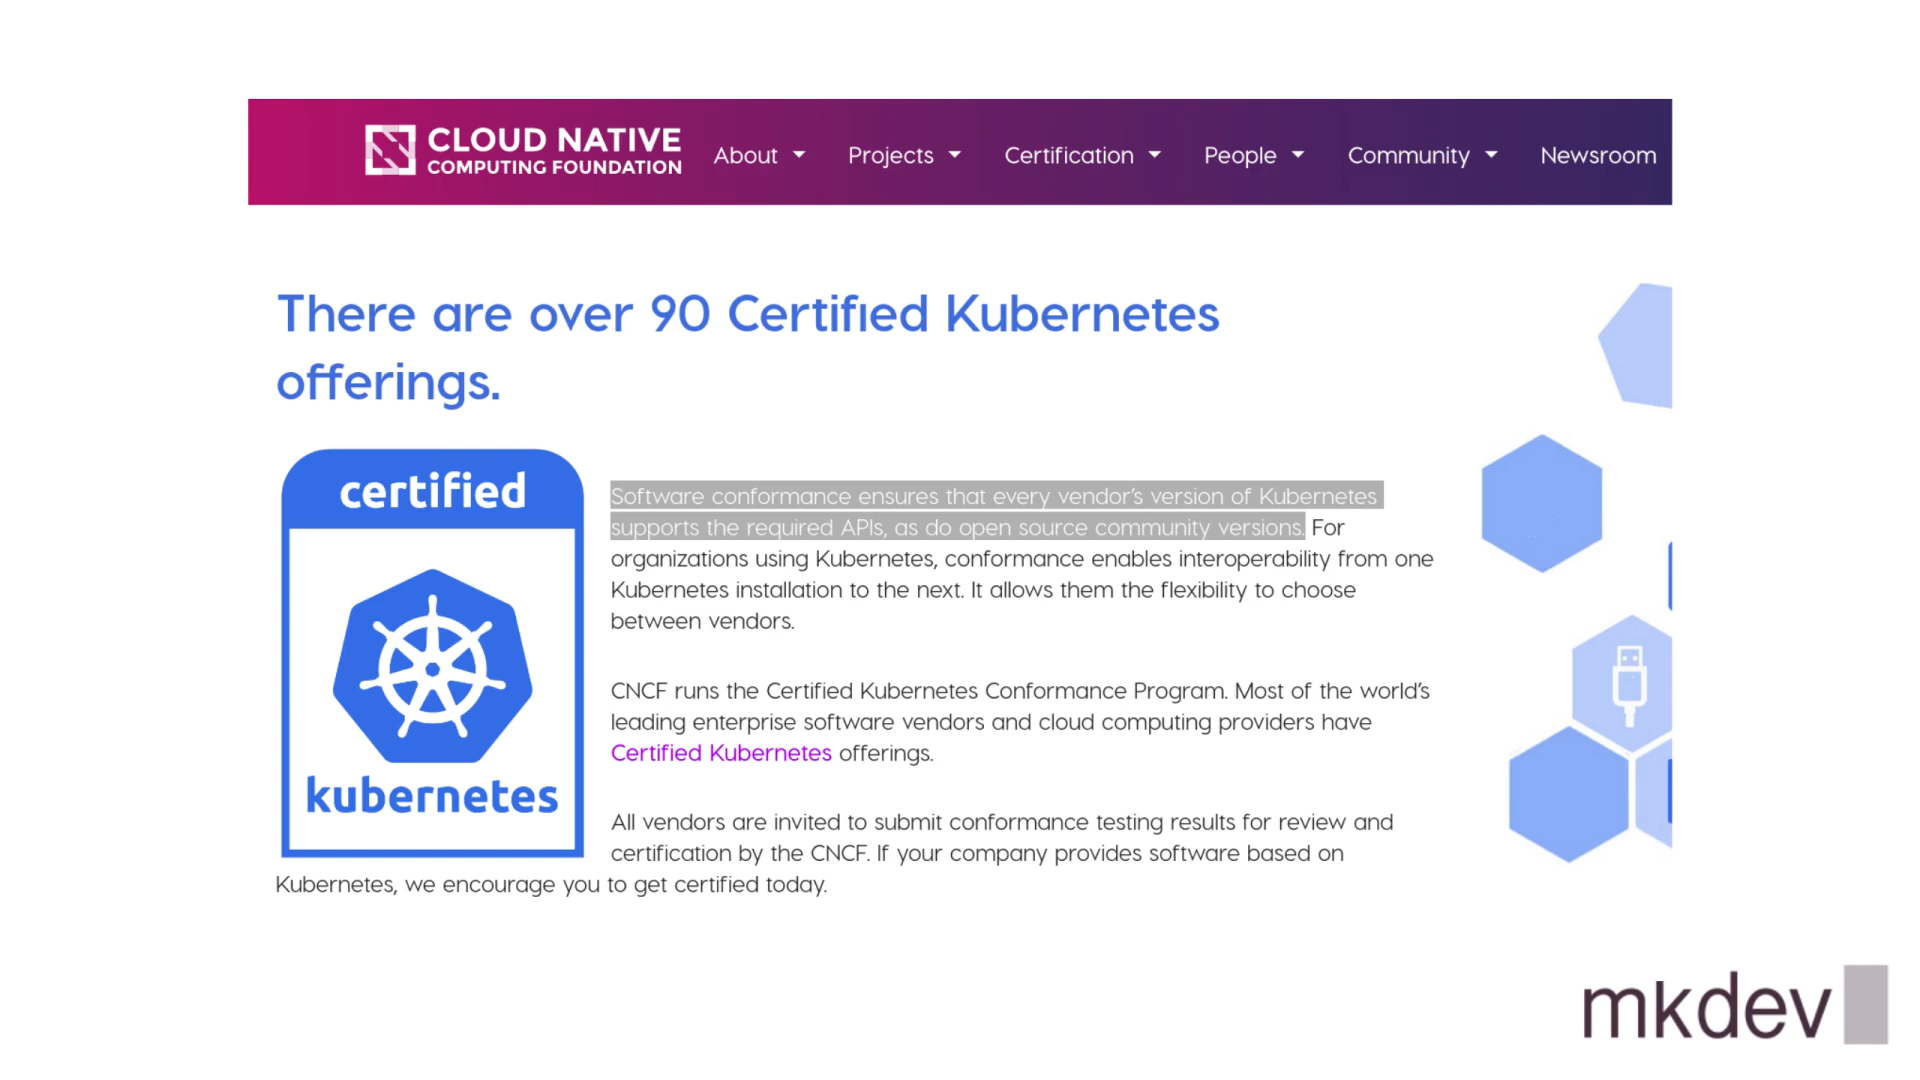 CLOUD NATIVE
COMPUTING FOUNDATION
About Projects Certification People Community Newsroom
There are over 90 Certified Kubernetes
offerings.
certified
kubernetes
Software conformance ensures that every vendor’s version of Kubernetes
supports the required APIs, as do open source community versions. For
organizations using Kubernetes, conformance enables interoperability from one
Kubernetes installation to the next. It allows them the flexibility to choose
between vendors.
CNCF runs the Certified Kubernetes Conformance Program. Most of the world’s
leading enterprise software vendors and cloud computing providers have
Certified Kubernetes offerings.
All vendors are invited to submit conformance testing results for review and
certification by the CNCF. If your company provides software based on
Kubernetes, we encourage you to get certified today.
mkdev